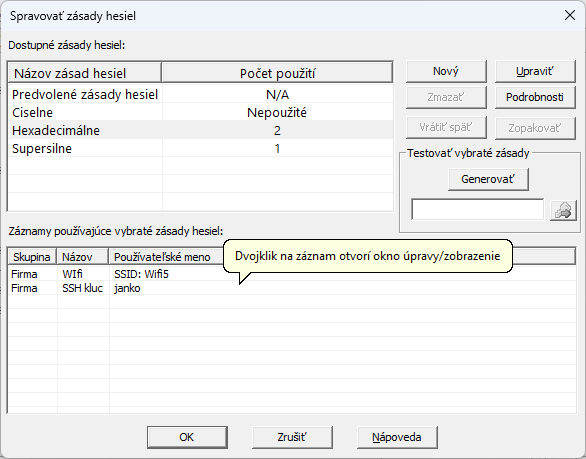 Spravovať zásady hesiel
Dostupné zásady hesiel:
Názov zásad hesiel Počet použití
Predvolené zásady hesiel N/A
Ciselne Nepoužité
Hexadecimálne 2
Supersilne 1
Nový Upraviť
Zmazať Podrobnosti
Vrátiť späť Zopakovať
Testovať vybraté zásady
Generovať
Záznamy používajúce vybraté zásady hesiel:
Skupina Názov Používateľské meno
Dvojklik na záznam otvorí okno úpravy/zobrazenie
Firma WIfi SSID: Wifi5
Firma SSH kluc janko
OK Zrušiť Nápoveda